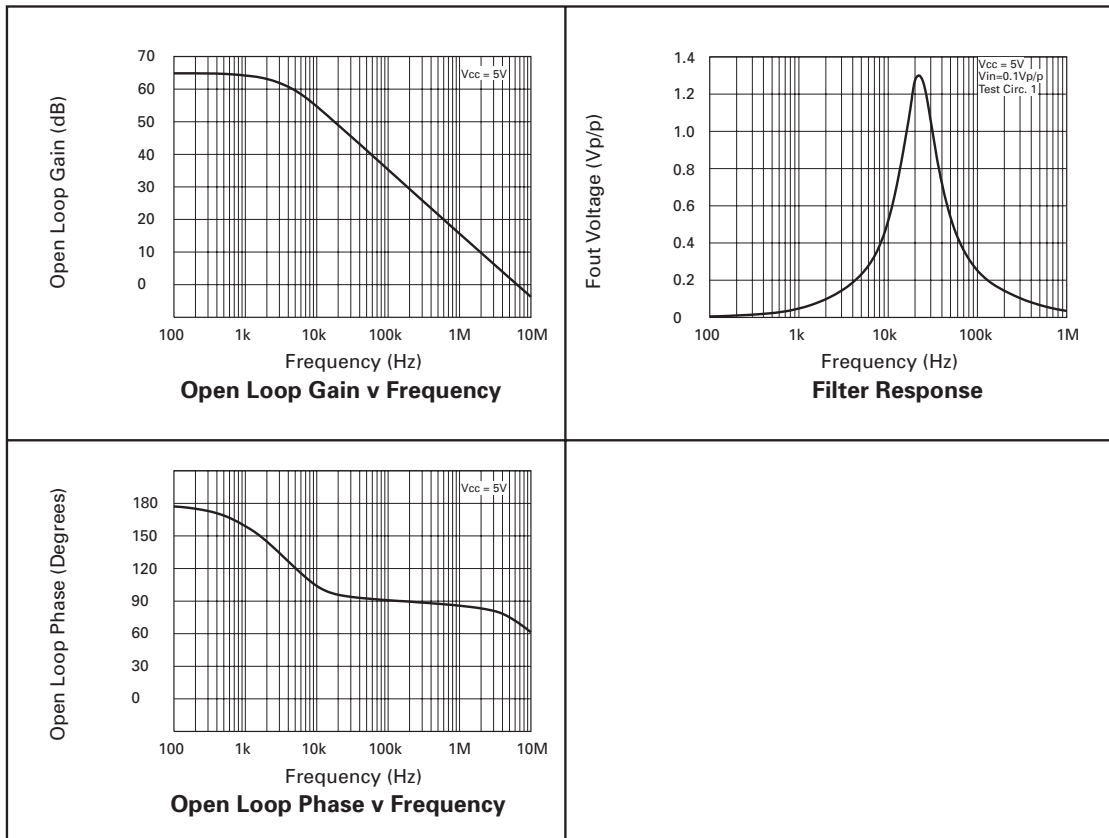 Open Loop Gain (dB)
70
60
50
40
30
20
10
0
Vcc = 5V
100 1k 10k 100k 1M 10M
Frequency (Hz)
Open Loop Gain v Frequency
Fout Voltage (Vp/p)
1.4
1.2
1.0
0.8
0.6
0.4
0.2
0
Vcc = 5V
Vin=0.1Vp/p
Test Circ. 1
100 1k 10k 100k 1M
Frequency (Hz)
Filter Response
Open Loop Phase (Degrees)
180
150
120
90
60
30
0
Vcc = 5V
100 1k 10k 100k 1M 10M
Frequency (Hz)
Open Loop Phase v Frequency